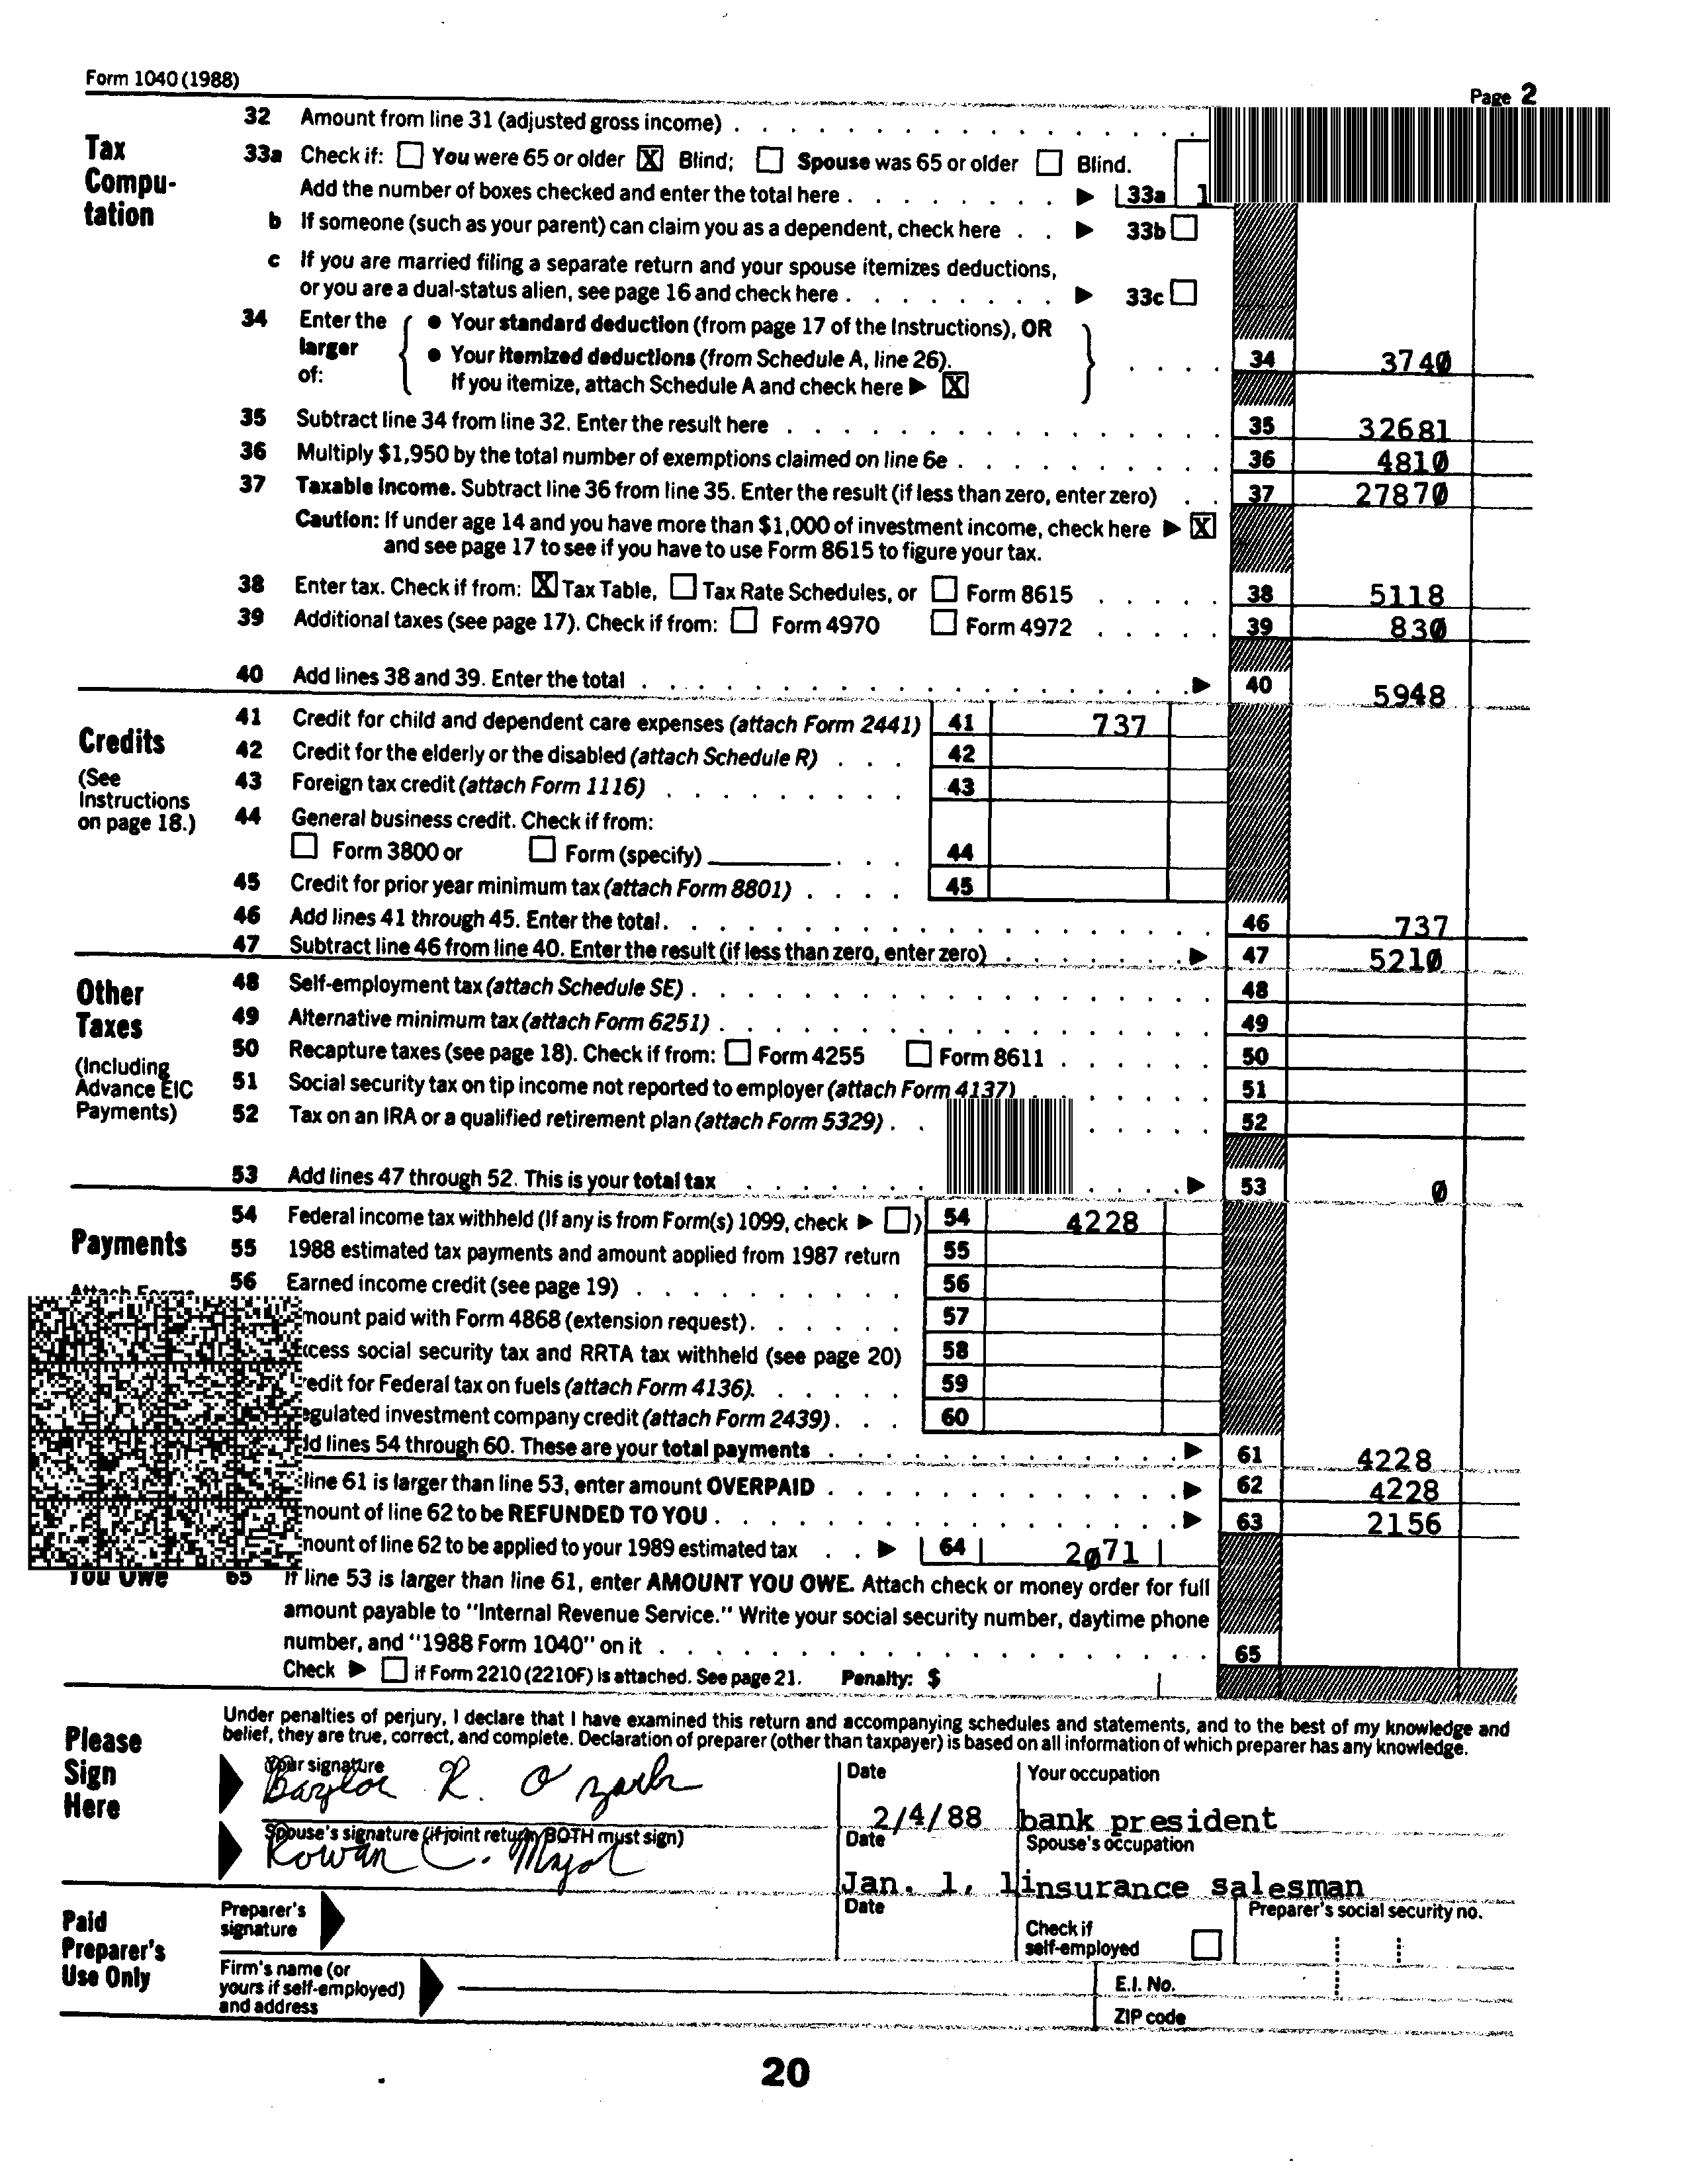 Form 1040 (1988)
Page 2
Tax Compu-tation
32 Amount from line 31 (adjusted gross income)
33a Check if: You were 65 or older X Blind; Spouse was 65 or older Blind.
Add the number of boxes checked and enter the total here 33a 1
b If someone (such as your parent) can claim you as a dependent, check here 33b
c If you are married filing a separate return and your spouse itemizes deductions,
or you are a dual-status alien, see page 16 and check here 33c
34 Enter the larger of:
• Your standard deduction (from page 17 of the Instructions), OR
• Your itemized deductions (from Schedule A, line 26).
If you itemize, attach Schedule A and check here X
34 3740
35 Subtract line 34 from line 32. Enter the result here 35 32681
36 Multiply $1,950 by the total number of exemptions claimed on line 6e 36 4810
37 Taxable income. Subtract line 36 from line 35. Enter the result (if less than zero, enter zero) 37 27870
Caution: If under age 14 and you have more than $1,000 of investment income, check here X
and see page 17 to see if you have to use Form 8615 to figure your tax.
38 Enter tax. Check if from: X Tax Table, Tax Rate Schedules, or Form 8615 38 5118
39 Additional taxes (see page 17). Check if from: Form 4970 Form 4972 39 830
40 Add lines 38 and 39. Enter the total 40 5948
Credits
(See Instructions on page 18.)
41 Credit for child and dependent care expenses (attach Form 2441) 41 737
42 Credit for the elderly or the disabled (attach Schedule R) 42
43 Foreign tax credit (attach Form 1116) 43
44 General business credit. Check if from:
Form 3800 or Form (specify) 44
45 Credit for prior year minimum tax (attach Form 8801) 45
46 Add lines 41 through 45. Enter the total 46 737
47 Subtract line 46 from line 40. Enter the result (if less than zero, enter zero) 47 5210
Other Taxes
(Including Advance EIC Payments)
48 Self-employment tax (attach Schedule SE) 48
49 Alternative minimum tax (attach Form 6251) 49
50 Recapture taxes (see page 18). Check if from: Form 4255 Form 8611 50
51 Social security tax on tip income not reported to employer (attach Form 4137) 51
52 Tax on an IRA or a qualified retirement plan (attach Form 5329) 52
53 Add lines 47 through 52. This is your total tax 53 0
Payments
54 Federal income tax withheld (If any is from Form(s) 1099, check ) 54 4228
55 1988 estimated tax payments and amount applied from 1987 return 55
Attach Forms
56 Earned income credit (see page 19) 56
mount paid with Form 4868 (extension request) 57
cess social security tax and RRTA tax withheld (see page 20) 58
redit for Federal tax on fuels (attach Form 4136) 59
egulated investment company credit (attach Form 2439) 60
dd lines 54 through 60. These are your total payments 61 4228
line 61 is larger than line 53, enter amount OVERPAID 62 4228
mount of line 62 to be REFUNDED TO YOU 63 2156
mount of line 62 to be applied to your 1989 estimated tax 64 2071
You Owe
65 If line 53 is larger than line 61, enter AMOUNT YOU OWE. Attach check or money order for full
amount payable to "Internal Revenue Service." Write your social security number, daytime phone
number, and "1988 Form 1040" on it 65
Check if Form 2210 (2210F) is attached. See page 21. Penalty: $
Please Sign Here
Under penalties of perjury, I declare that I have examined this return and accompanying schedules and statements, and to the best of my knowledge and
belief, they are true, correct, and complete. Declaration of preparer (other than taxpayer) is based on all information of which preparer has any knowledge.
Your signature Date Your occupation
Baylor R. Ozark 2/4/88 bank president
Spouse's signature (if joint return BOTH must sign) Date Spouse's occupation
Rowan C. Major Jan. 1, 1 insurance salesman
Paid Preparer's Use Only
Preparer's signature Date Check if self-employed Preparer's social security no.
Firm's name (or yours if self-employed) and address E.I. No.
ZIP code
20